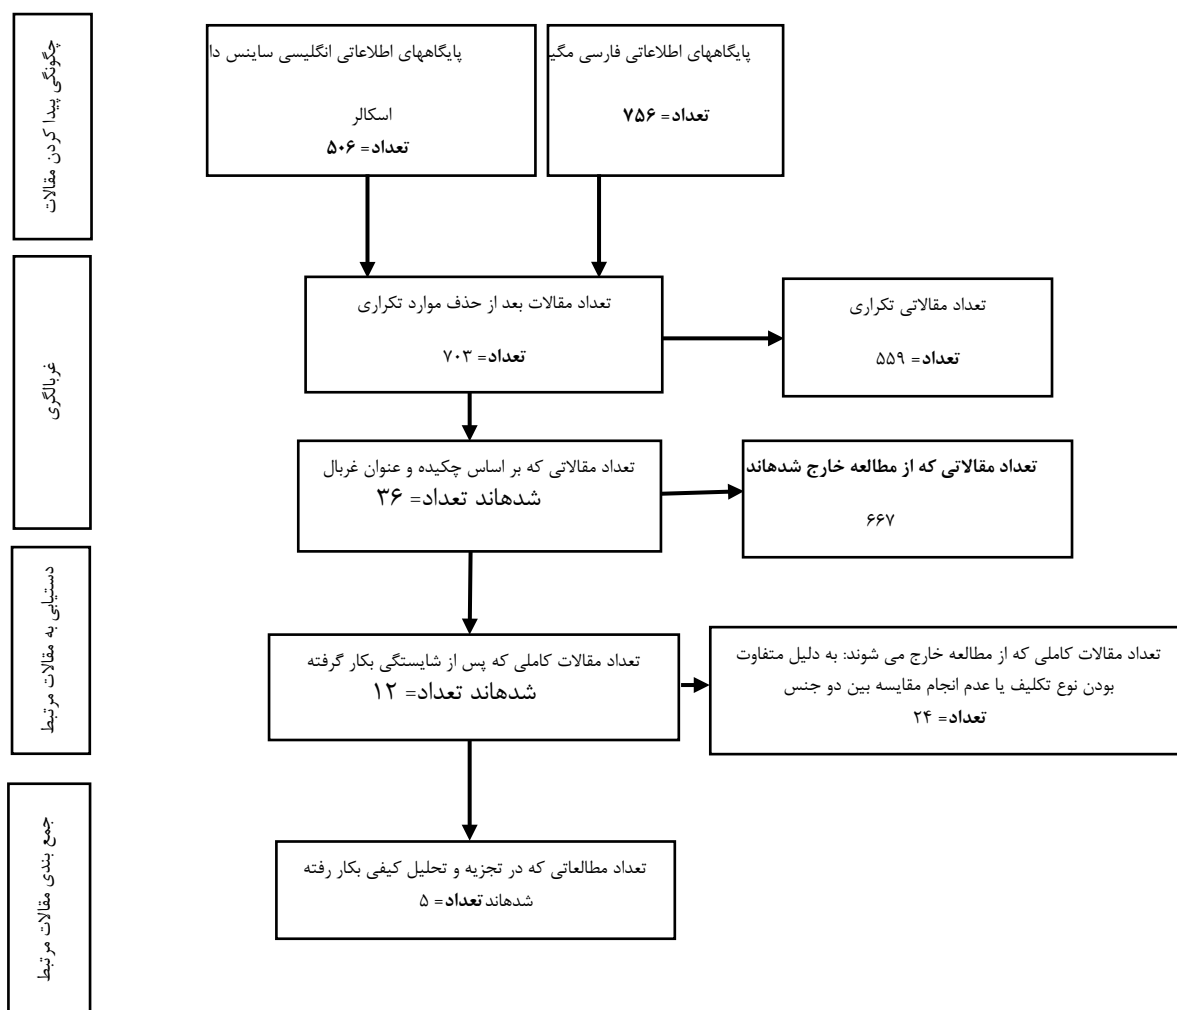 چگونگی پیدا کردن مقالات
پایگاههای اطلاعاتی فارسی مگیر
تعداد= ۷۵۶
پایگاههای اطلاعاتی انگلیسی ساینس دا
اسکالر
تعداد= ۵۰۶
غربالگری
تعداد مقالات بعد از حذف موارد تکراری
تعداد= ۷۰۳
تعداد مقالاتی تکراری
تعداد= ۵۵۹
تعداد مقالاتی که بر اساس چکیده و عنوان غربال
شدهاند تعداد= ۳۶
تعداد مقالاتی که از مطالعه خارج شدهاند
۶۶۷
دستیابی به مقالات مرتبط
تعداد مقالات کاملی که پس از شایستگی بکار گرفته
شدهاند تعداد= ۱۲
تعداد مقالات کاملی که از مطالعه خارج می شوند: به دلیل متفاوت
بودن نوع تکلیف یا عدم انجام مقایسه بین دو جنس
تعداد= ۲۴
جمع بندی مقالات مرتبط
تعداد مطالعاتی که در تجزیه و تحلیل کیفی بکار رفته
شدهاند تعداد= ۵